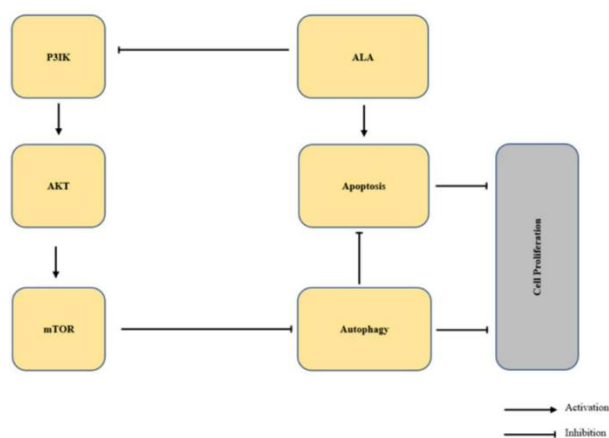 P3IK
ALA
AKT
Apoptosis
Cell Proliferation
mTOR
Autophagy
Activation
Inhibition